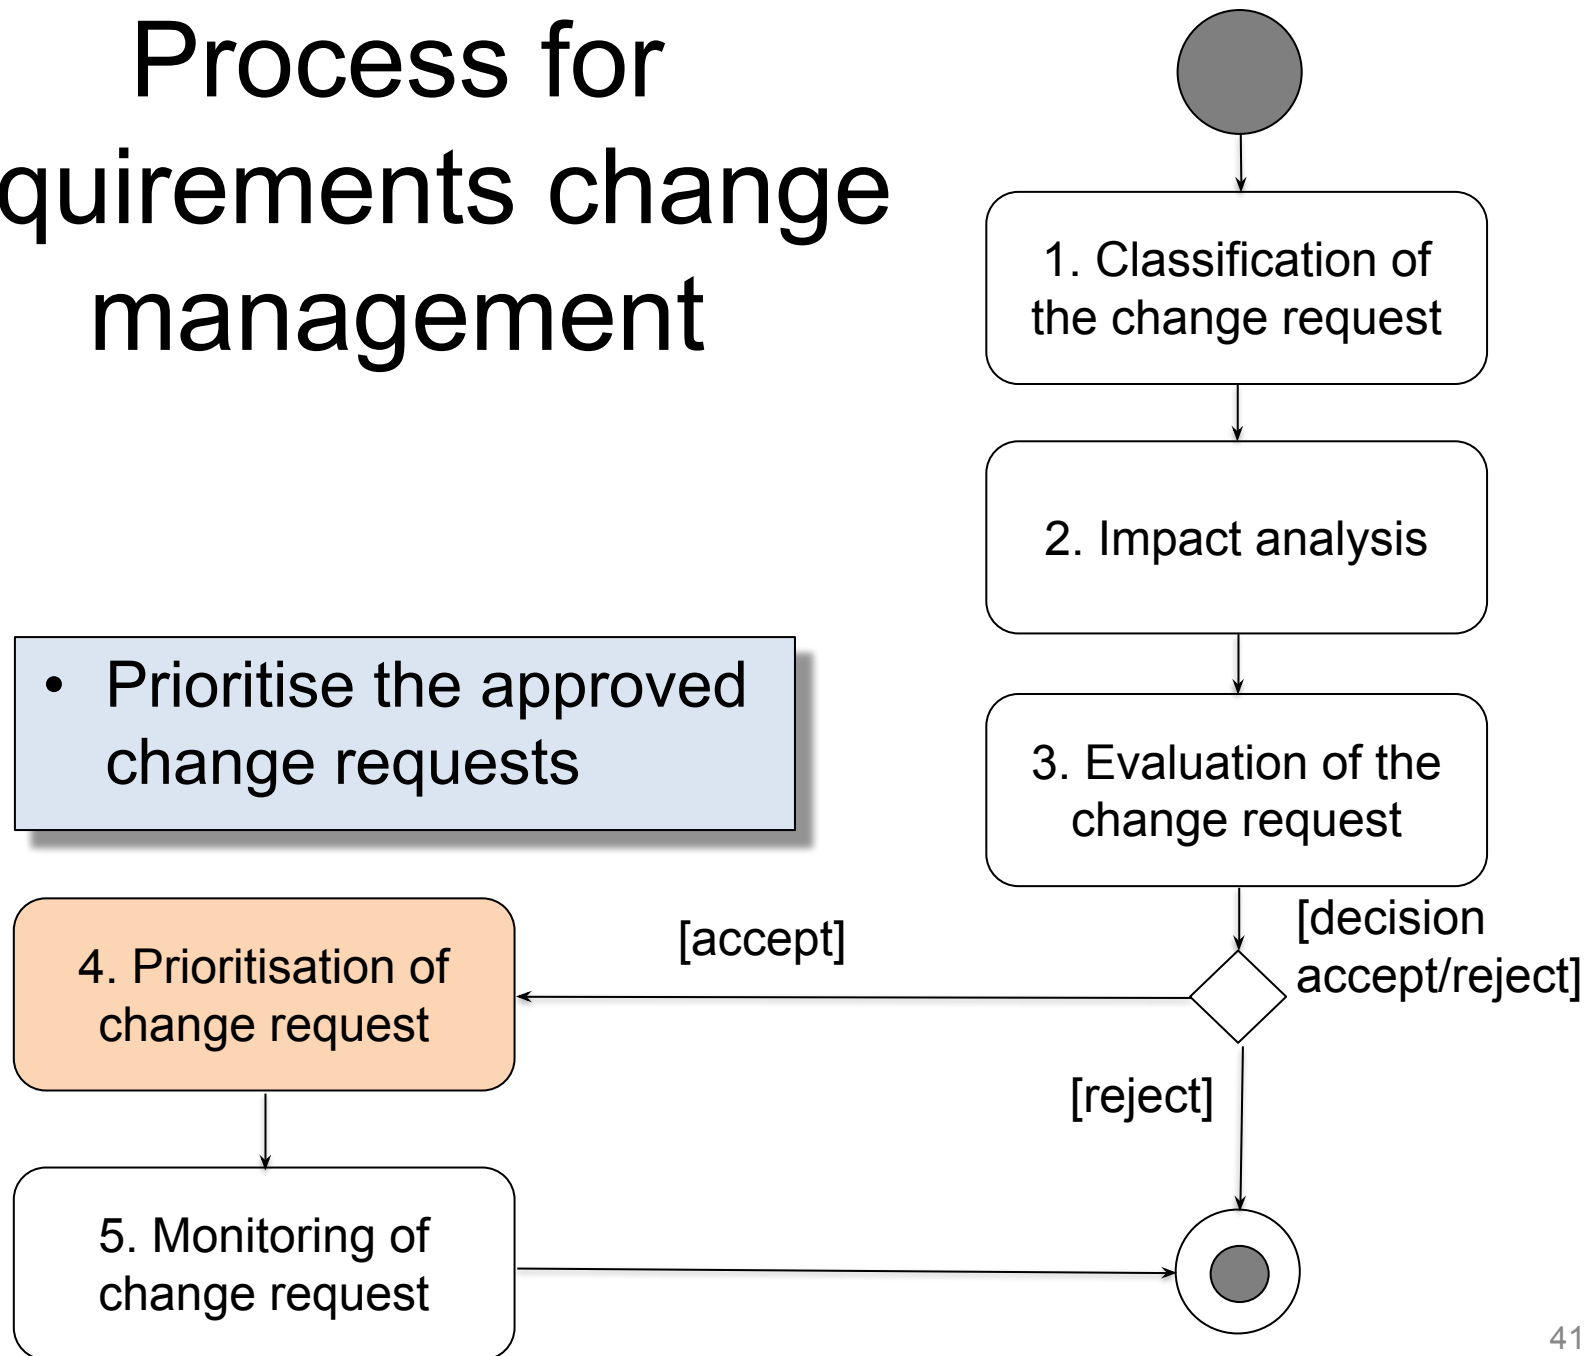 Process for
quirements change
management
1. Classification of
the change request
2. Impact analysis
• Prioritise the approved
change requests
3. Evaluation of the
change request
[decision
accept/reject]
[accept]
4. Prioritisation of
change request
[reject]
5. Monitoring of
change request
41